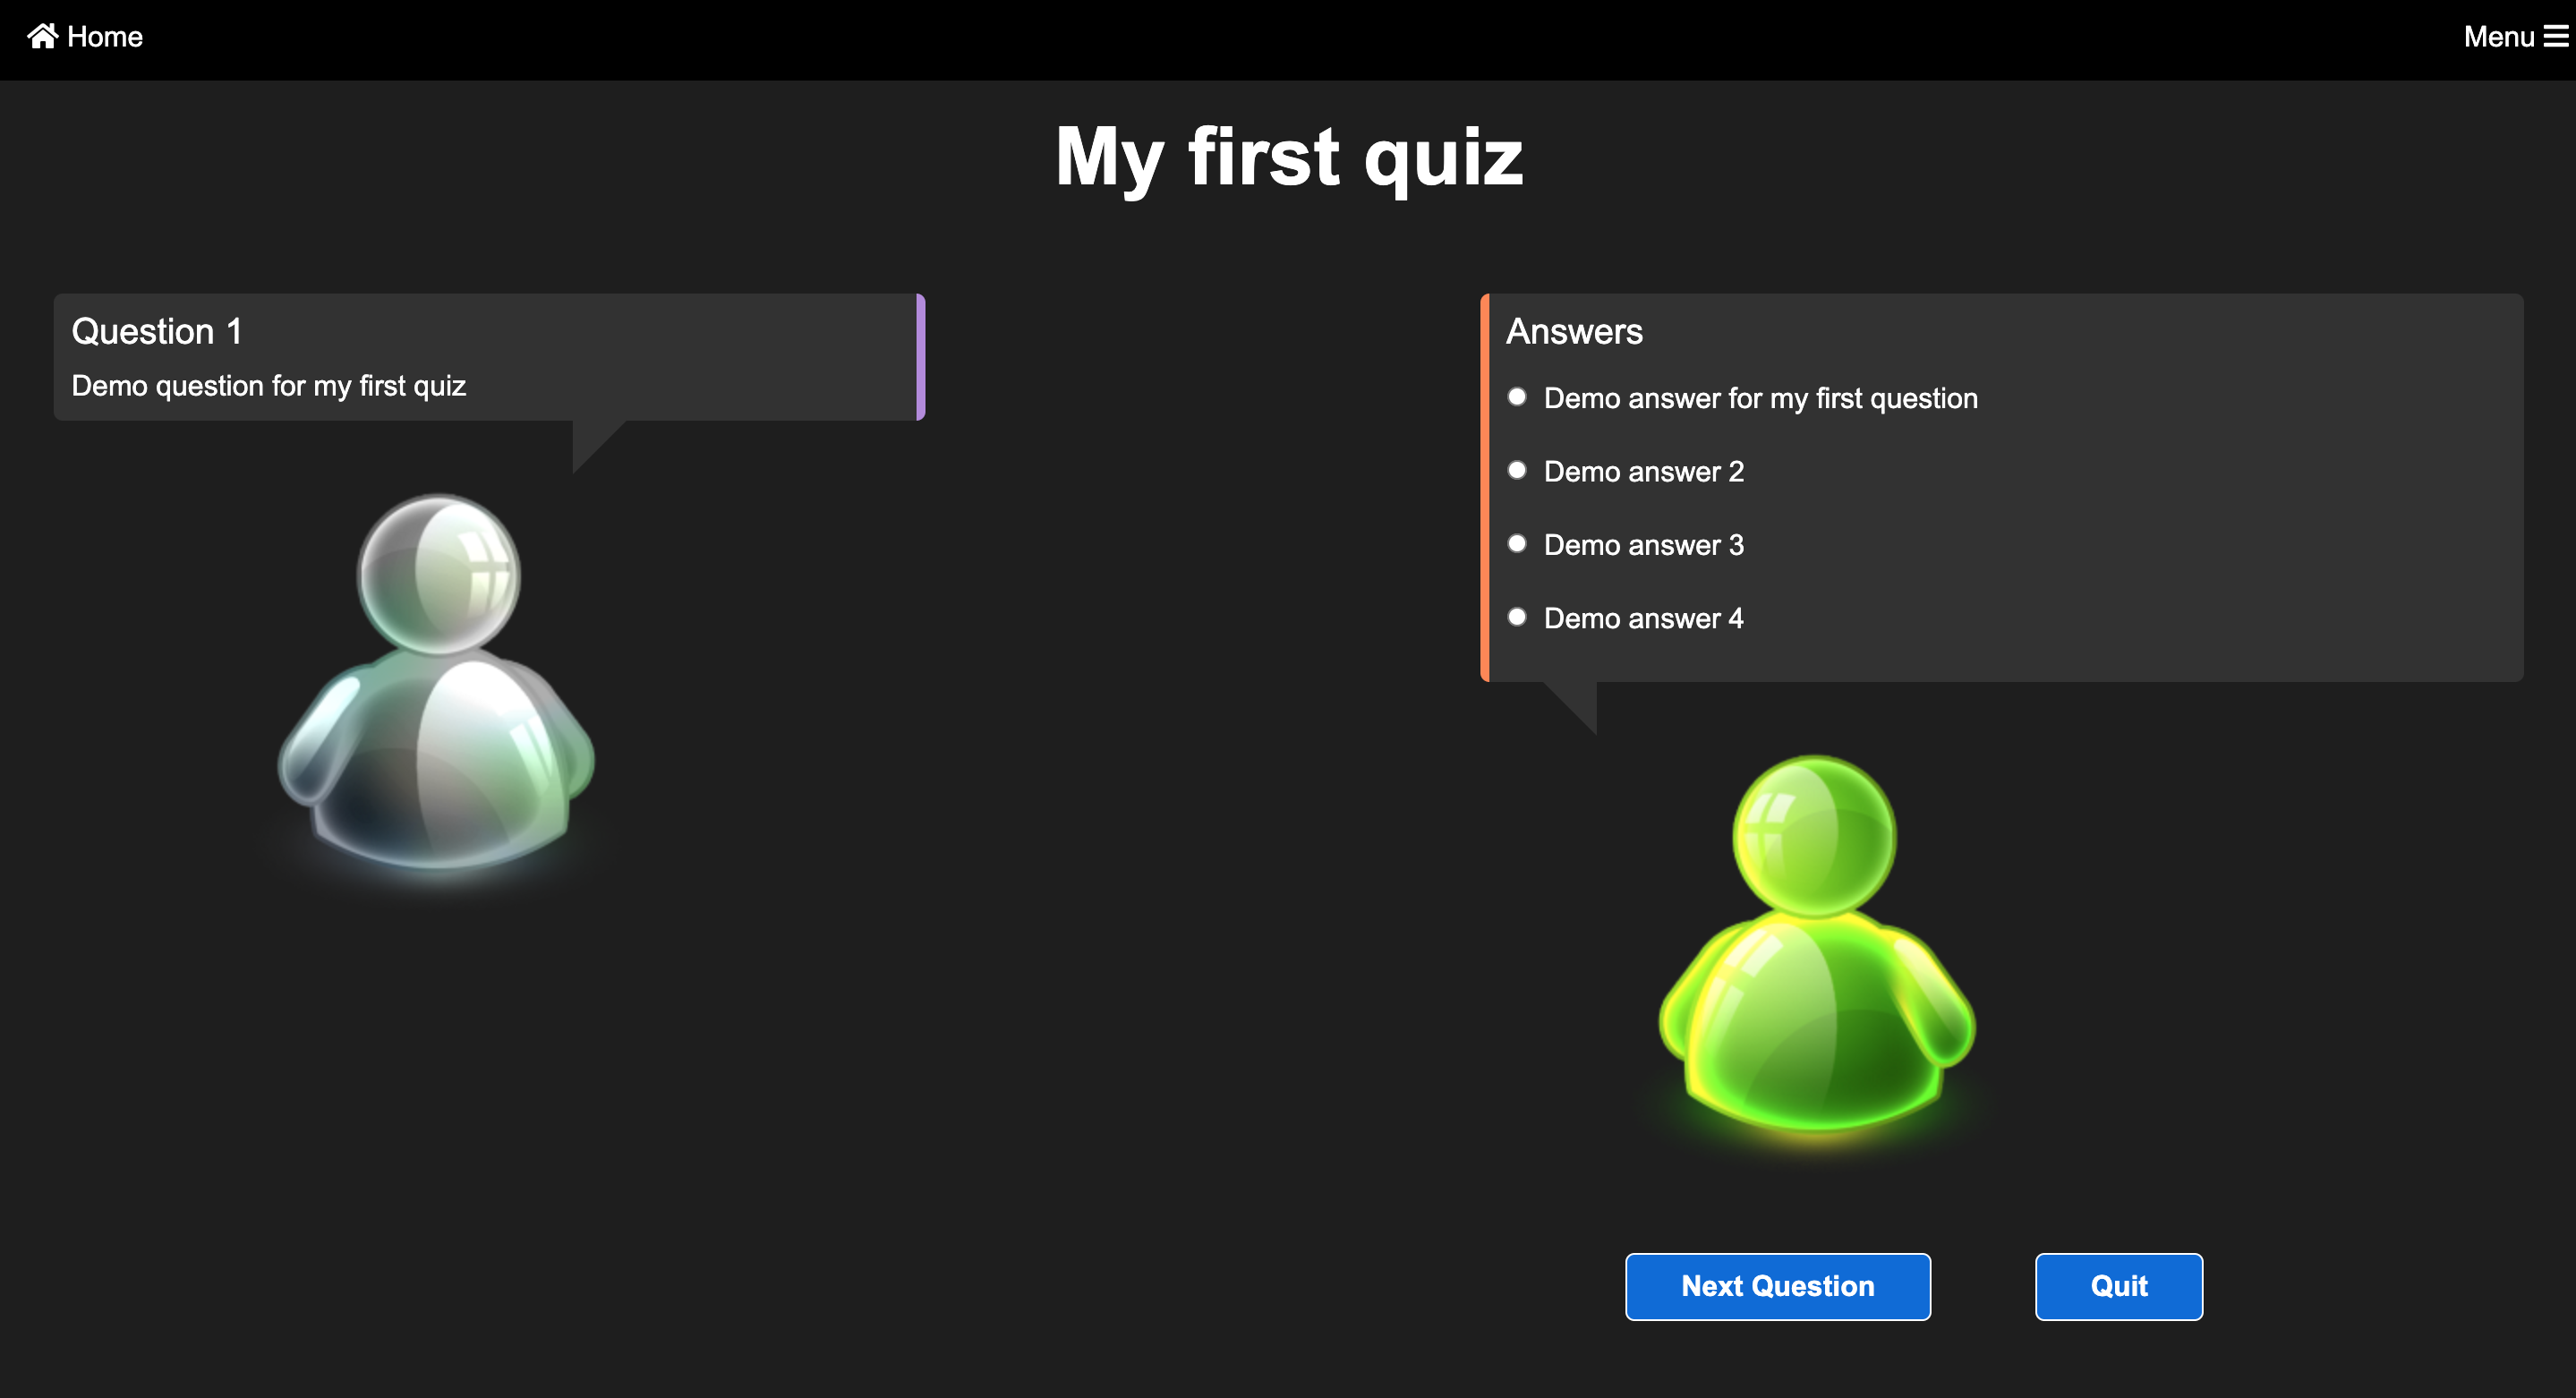 Home
Menu
My first quiz
Question 1
Demo question for my first quiz
Answers
Demo answer for my first question
Demo answer 2
Demo answer 3
Demo answer 4
Next Question
Quit